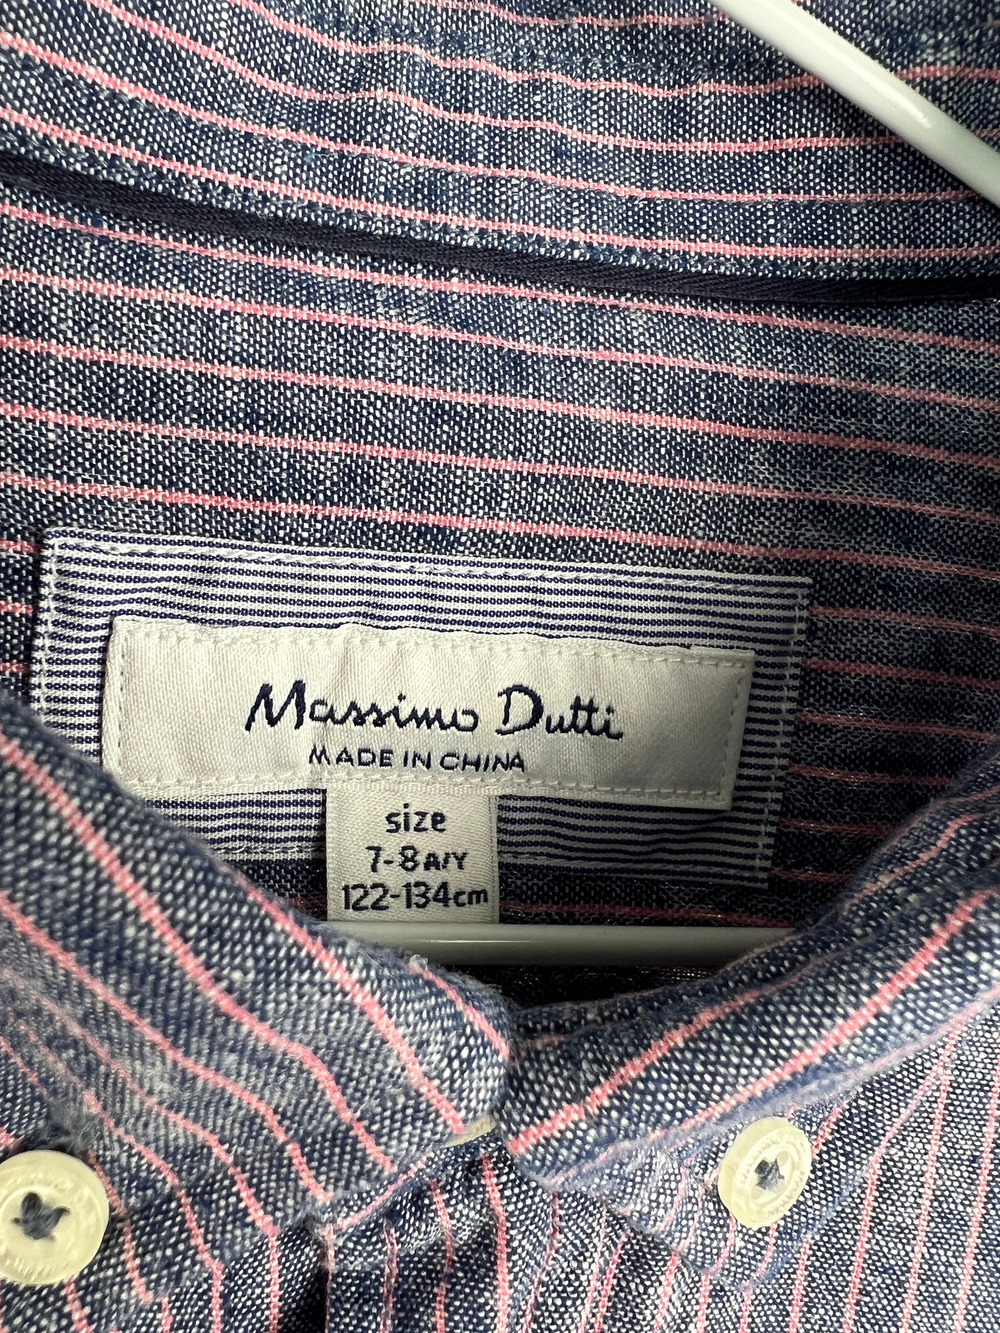 Massimo Dutti
MADE IN CHINA
size
7-8 A/Y
122-134cm